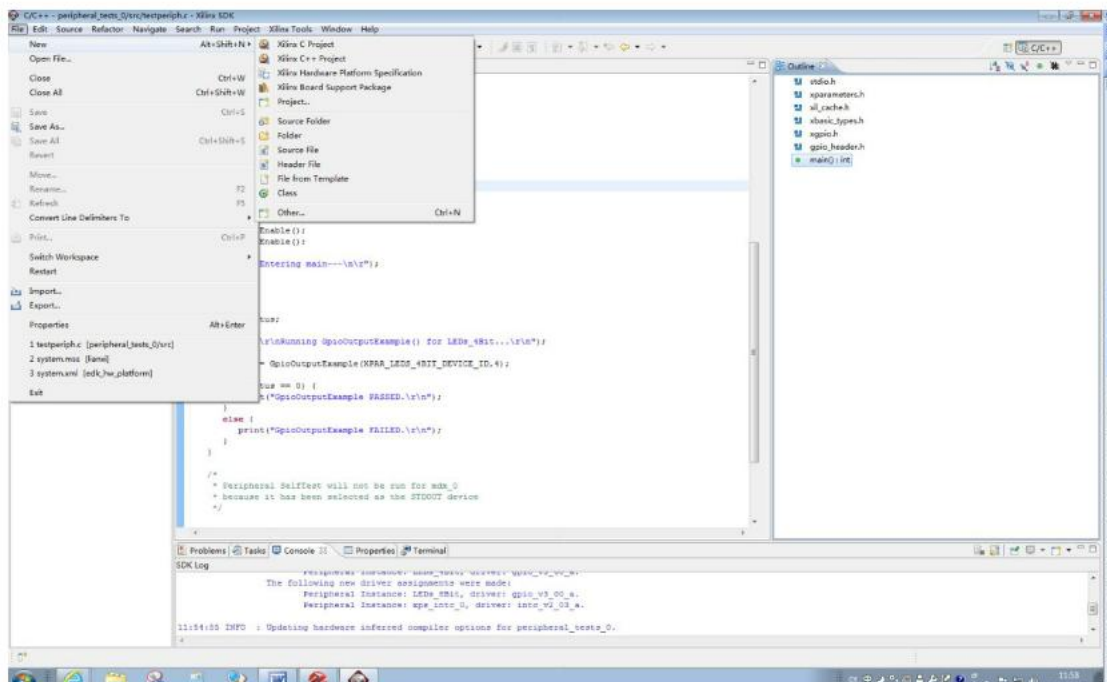 C/C++ - peripheral_tests_0/src/testperiph.c - Xilinx SDK
File Edit Source Refactor Navigate Search Run Project Xilinx Tools Window Help
New Alt+Shift+N
Open File...
Close Ctrl+W
Close All Ctrl+Shift+W
Save Ctrl+S
Save As...
Save All Ctrl+Shift+S
Revert
Move...
Rename... F2
Refresh F5
Convert Line Delimiters To
Print... Ctrl+P
Switch Workspace
Restart
Import...
Export...
Properties Alt+Enter
1 testperiph.c [peripheral_tests_0/src]
2 system.mss [lianxi]
3 system.xml [edk_hw_platform]
Exit
Xilinx C Project
Xilinx C++ Project
Xilinx Hardware Platform Specification
Xilinx Board Support Package
Project...
Source Folder
Folder
Source File
Header File
File from Template
Class
Other... Ctrl+N
C/C++
Enable();
Enable();
Entering main---\n\r");
tus;
\r\nRunning GpioOutputExample() for LEDs_4Bit...\r\n");
= GpioOutputExample(XPAR_LEDS_4BIT_DEVICE_ID,4);
tus == 0) {
t("GpioOutputExample PASSED.\r\n");
}
else {
print("GpioOutputExample FAILED.\r\n");
}
}
/*
* Peripheral SelfTest will not be run for mdm_0
* because it has been selected as the STDOUT device
*/
Outline
stdio.h
xparameters.h
xil_cache.h
xbasic_types.h
xgpio.h
gpio_header.h
main() : int
Problems Tasks Console Properties Terminal
SDK Log
Peripheral Instance: LEDs_4Bit, driver: gpio_v3_00_a.
The following new driver assignments were made:
Peripheral Instance: LEDs_8Bit, driver: gpio_v3_00_a.
Peripheral Instance: xps_intc_0, driver: intc_v2_03_a.
11:54:55 INFO : Updating hardware inferred compiler options for peripheral_tests_0.
11:53